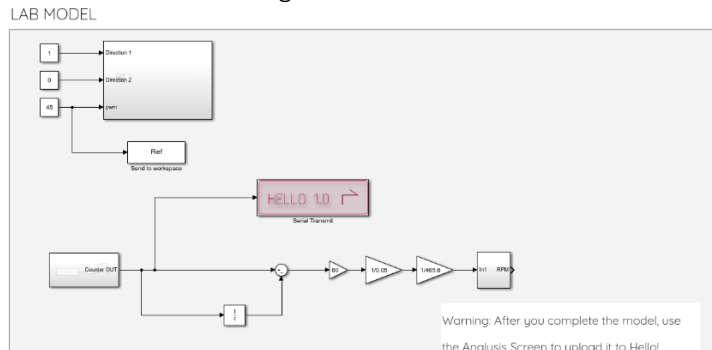 LAB MODEL
1
Direction 1
0
Direction 2
45
pwm
Ref
Send to workspace
HELLO 1.0
Serial Transmit
Counter OUT
60
1/0.05
1/465.6
In1 RPM
1
z
Warning: After you complete the model, use
the Analysis Screen to upload it to Hello!